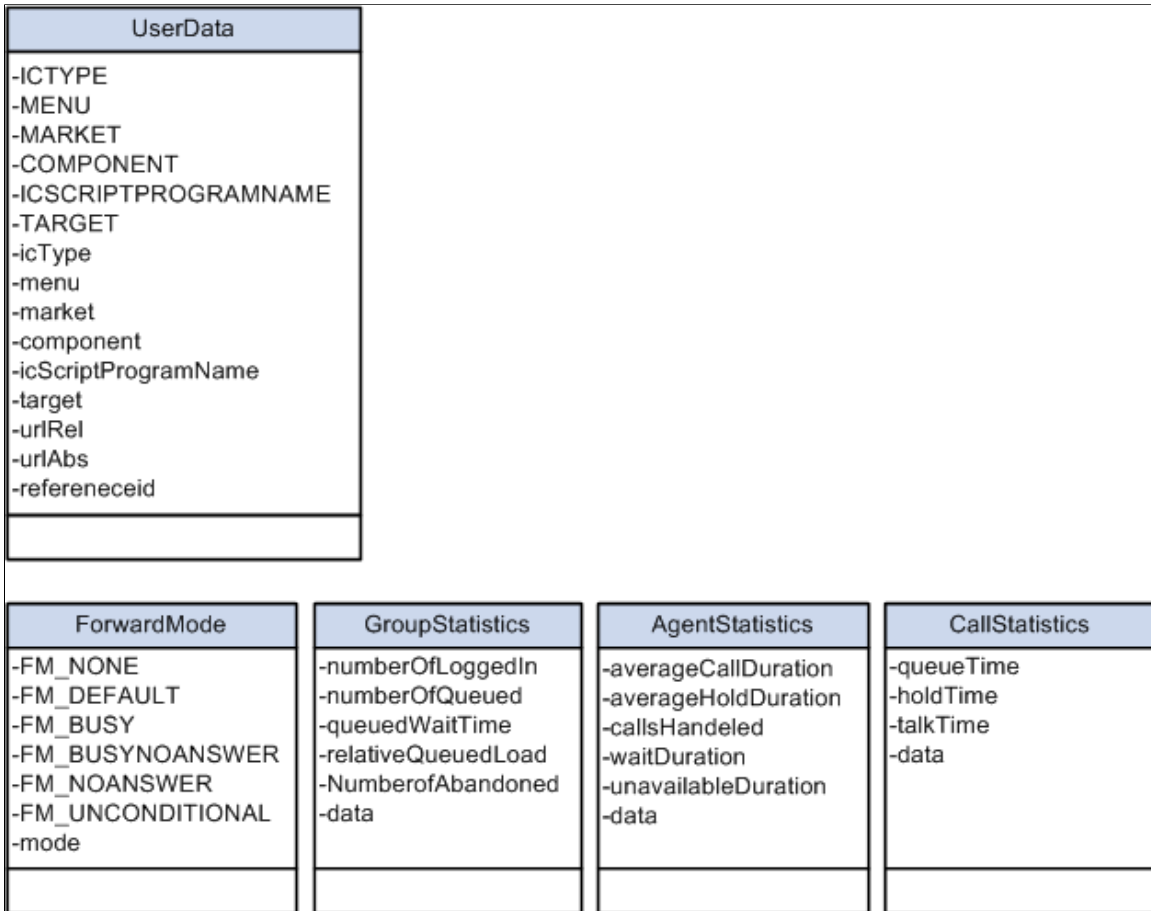 UserData
-ICTYPE
-MENU
-MARKET
-COMPONENT
-ICSCRIPTPROGRAMNAME
-TARGET
-icType
-menu
-market
-component
-icScriptProgramName
-target
-urlRel
-urlAbs
-refereneceid
ForwardMode
-FM_NONE
-FM_DEFAULT
-FM_BUSY
-FM_BUSYNOANSWER
-FM_NOANSWER
-FM_UNCONDITIONAL
-mode
GroupStatistics
-numberOfLoggedIn
-numberOfQueued
-queuedWaitTime
-relativeQueuedLoad
-NumberofAbandoned
-data
AgentStatistics
-averageCallDuration
-averageHoldDuration
-callsHandeled
-waitDuration
-unavailableDuration
-data
CallStatistics
-queueTime
-holdTime
-talkTime
-data